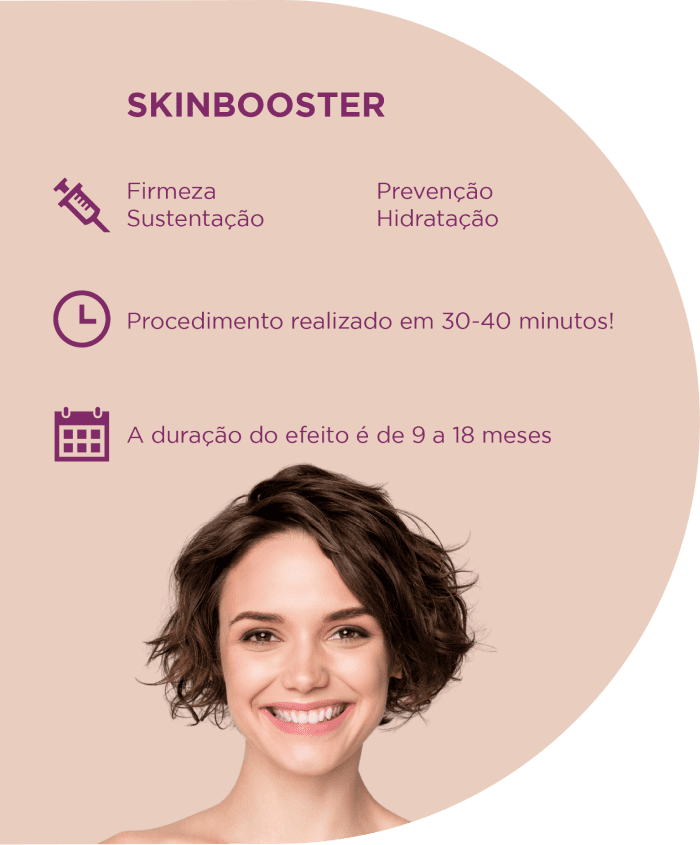 SKINBOOSTER
Firmeza
Sustentação
Prevenção
Hidratação
Procedimento realizado em 30-40 minutos!
A duração do efeito é de 9 a 18 meses